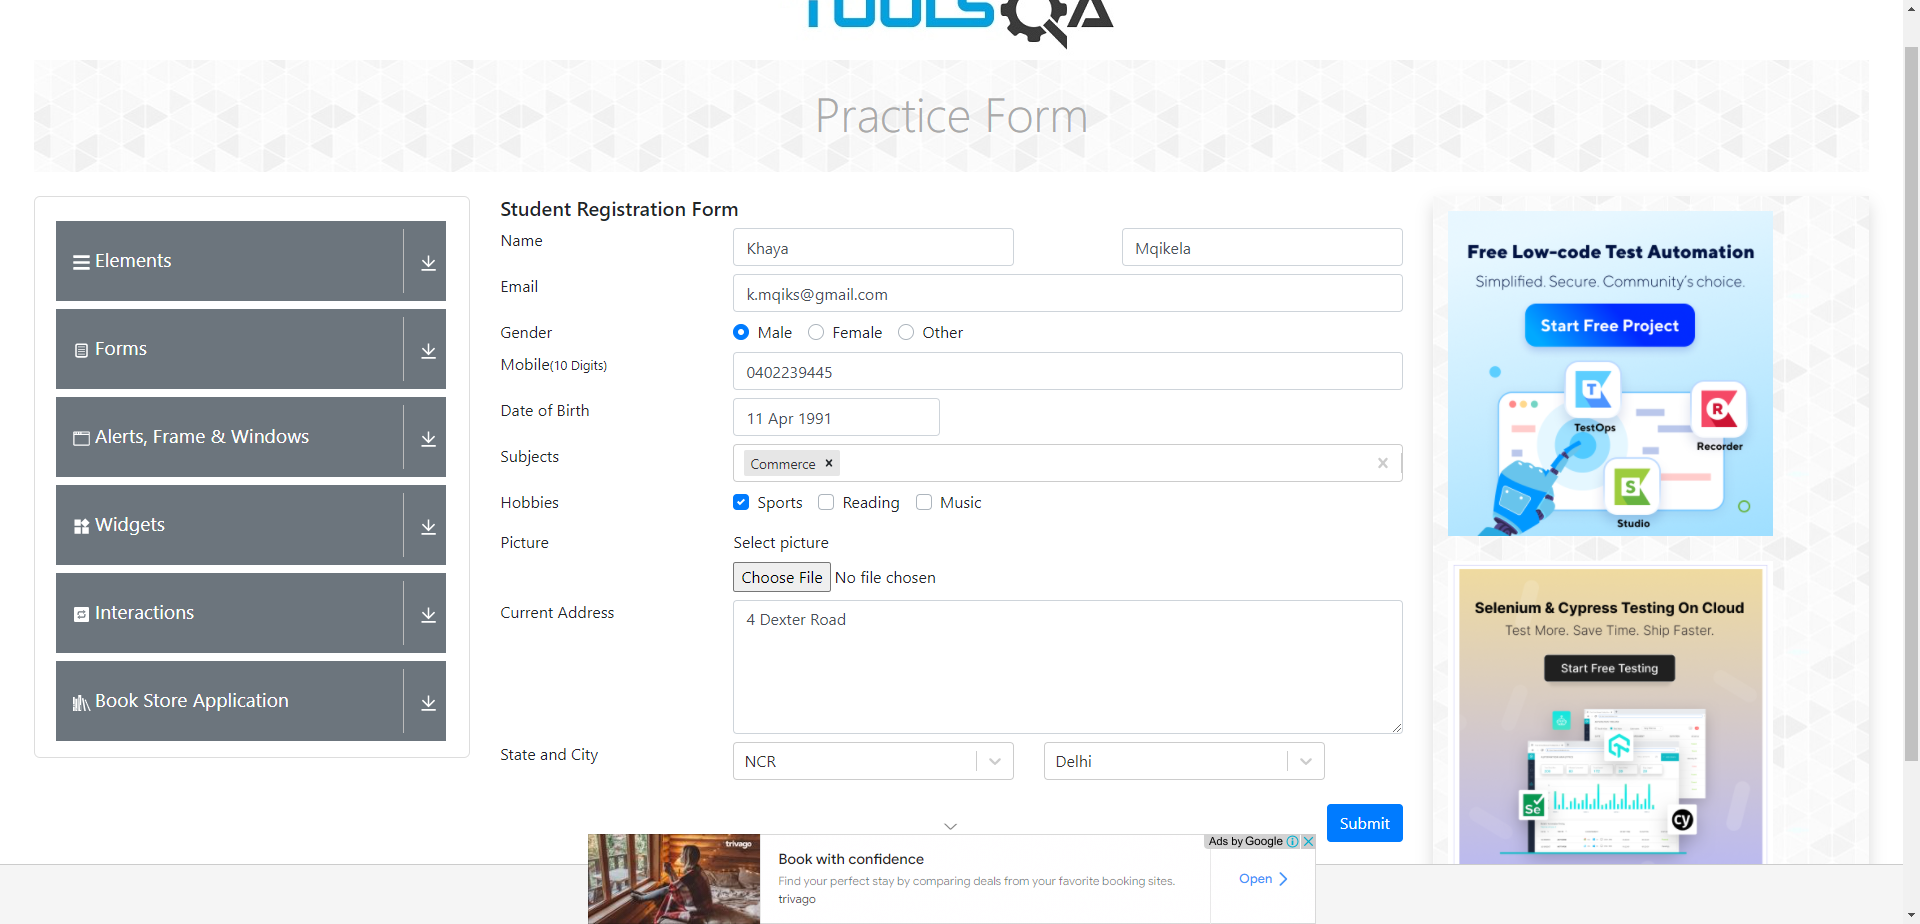 TOOLSQA
Practice Form
Elements
Forms
Alerts, Frame & Windows
Widgets
Interactions
Book Store Application
Student Registration Form
Name
Khaya
Mqikela
Email
k.mqiks@gmail.com
Gender
Male
Female
Other
Mobile(10 Digits)
0402239445
Date of Birth
11 Apr 1991
Subjects
Commerce
Hobbies
Sports
Reading
Music
Picture
Select picture
Choose File No file chosen
Current Address
4 Dexter Road
State and City
NCR
Delhi
Submit
Free Low-code Test Automation
Simplified. Secure. Community's choice.
Start Free Project
T
TestOps
R
Recorder
S
Studio
Selenium & Cypress Testing On Cloud
Test More. Save Time. Ship Faster.
Start Free Testing
Se
cy
trivago
Book with confidence
Find your perfect stay by comparing deals from your favorite booking sites.
trivago
Ads by Google
Open